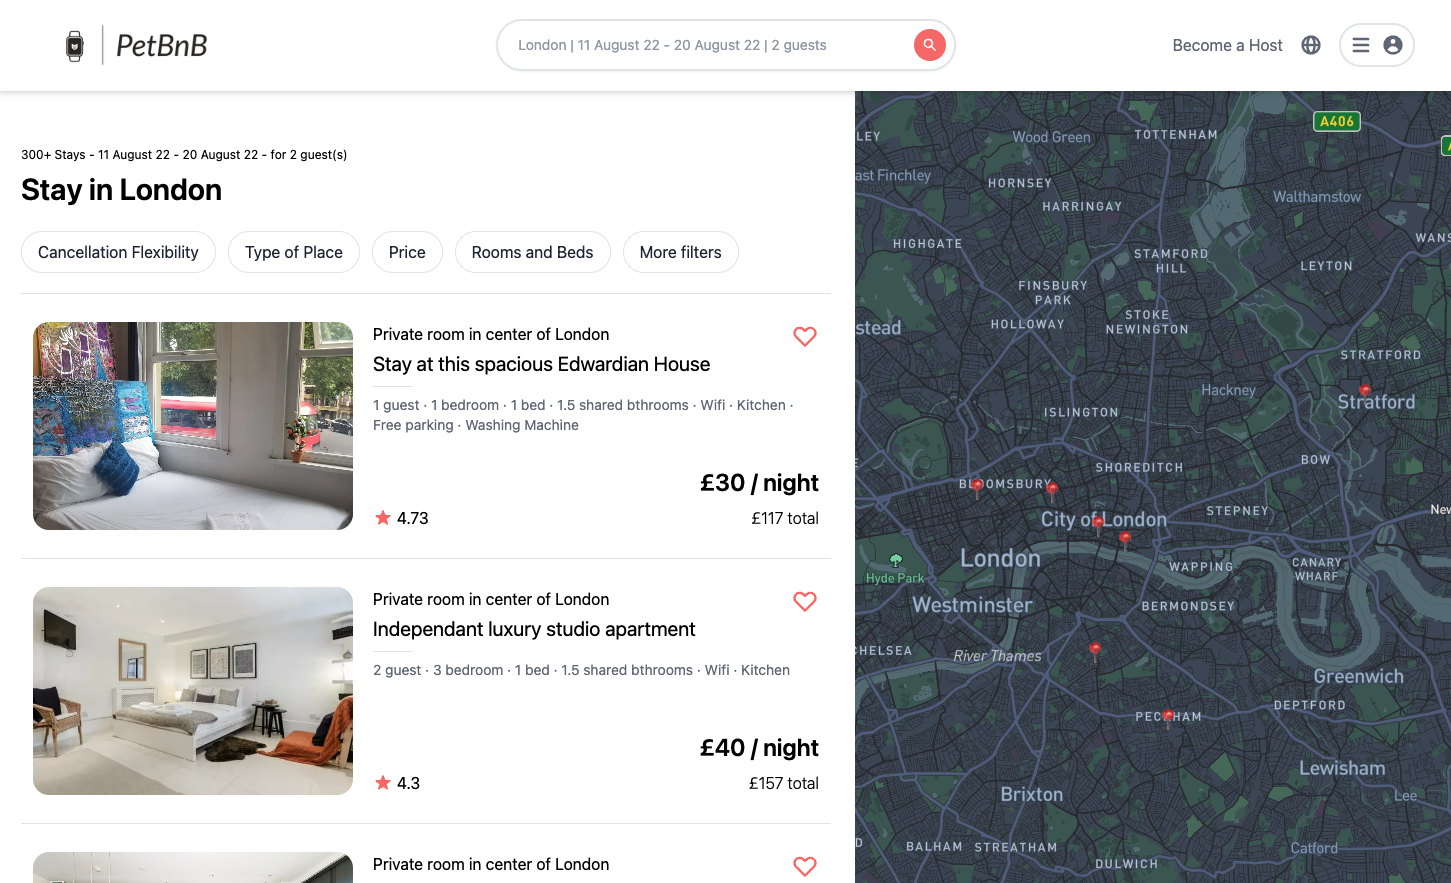 PetBnB
London | 11 August 22 - 20 August 22 | 2 guests
Become a Host
300+ Stays - 11 August 22 - 20 August 22 - for 2 guest(s)
Stay in London
Cancellation Flexibility
Type of Place
Price
Rooms and Beds
More filters
Private room in center of London
Stay at this spacious Edwardian House
1 guest · 1 bedroom · 1 bed · 1.5 shared bthrooms · Wifi · Kitchen ·
Free parking · Washing Machine
£30 / night
4.73
£117 total
Private room in center of London
Independant luxury studio apartment
2 guest · 3 bedroom · 1 bed · 1.5 shared bthrooms · Wifi · Kitchen
£40 / night
4.3
£157 total
Private room in center of London
A406
LEY
Wood Green
TOTTENHAM
ast Finchley
HORNSEY
Walthamstow
HARRINGAY
HIGHGATE
WANS
STAMFORD
HILL
LEYTON
FINSBURY
PARK
STOKE
NEWINGTON
HOLLOWAY
stead
STRATFORD
Hackney
Stratford
ISLINGTON
BOW
SHOREDITCH
BLOOMSBURY
STEPNEY
New
City of London
London
WAPPING
CANARY
WHARF
Hyde Park
Westminster
BERMONDSEY
CHELSEA
River Thames
Greenwich
DEPTFORD
PECKHAM
Lewisham
Brixton
Lee
D
BALHAM
STREATHAM
Catford
DULWICH